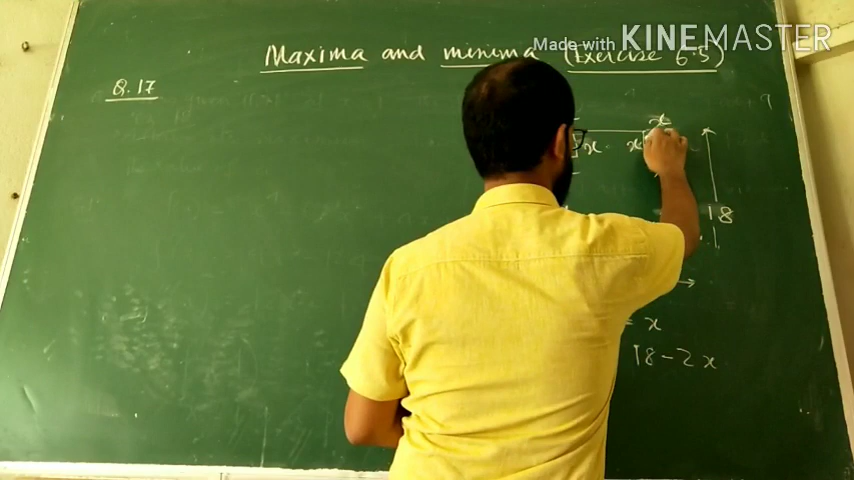 Made with KINEMASTER
Maxima and minima (Exercise 6.5)
Q.17
x
x x
18
= x
18-2x